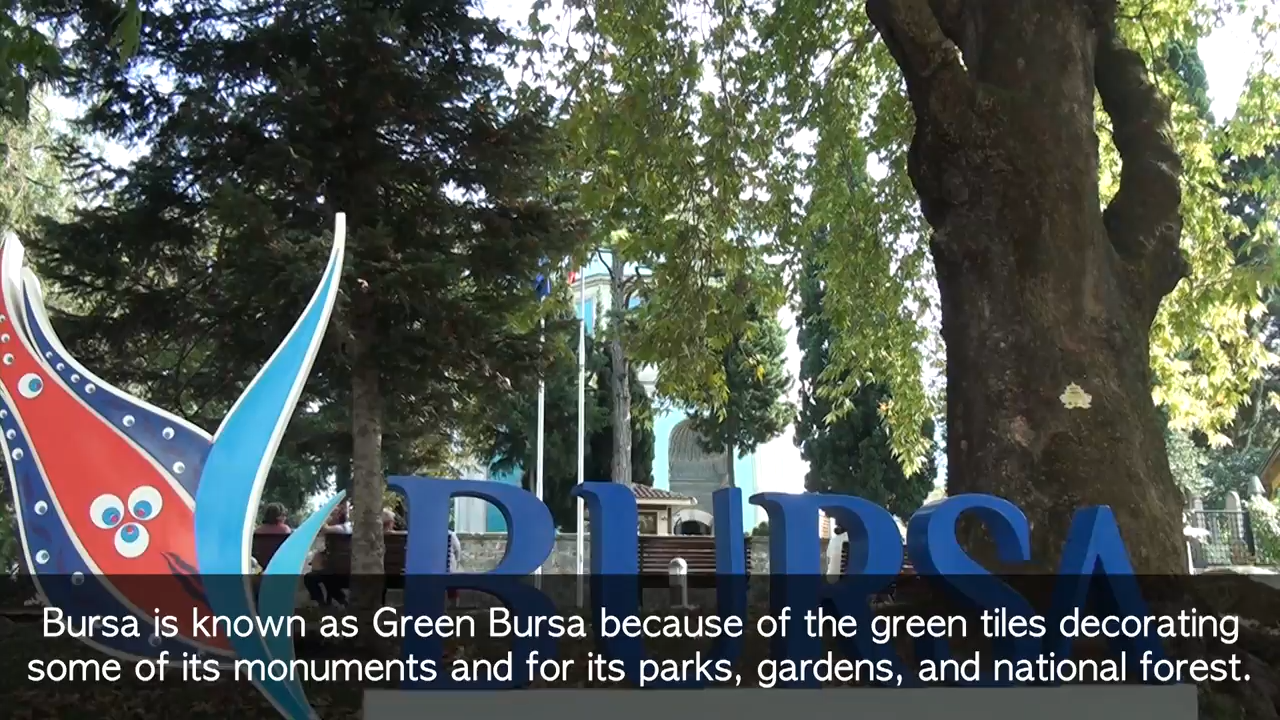 BURSA
Bursa is known as Green Bursa because of the green tiles decorating
some of its monuments and for its parks, gardens, and national forest.